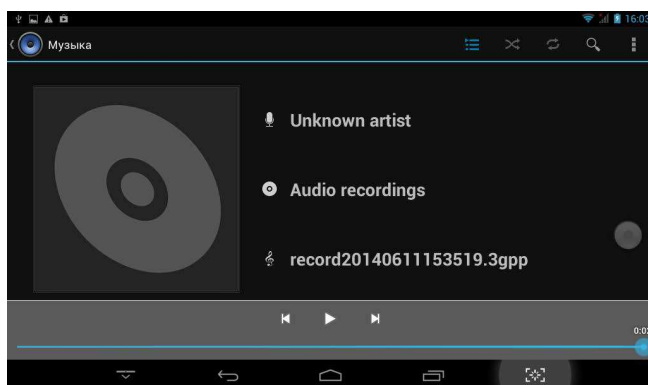 16:03
Музыка
Unknown artist
Audio recordings
record20140611153519.3gpp